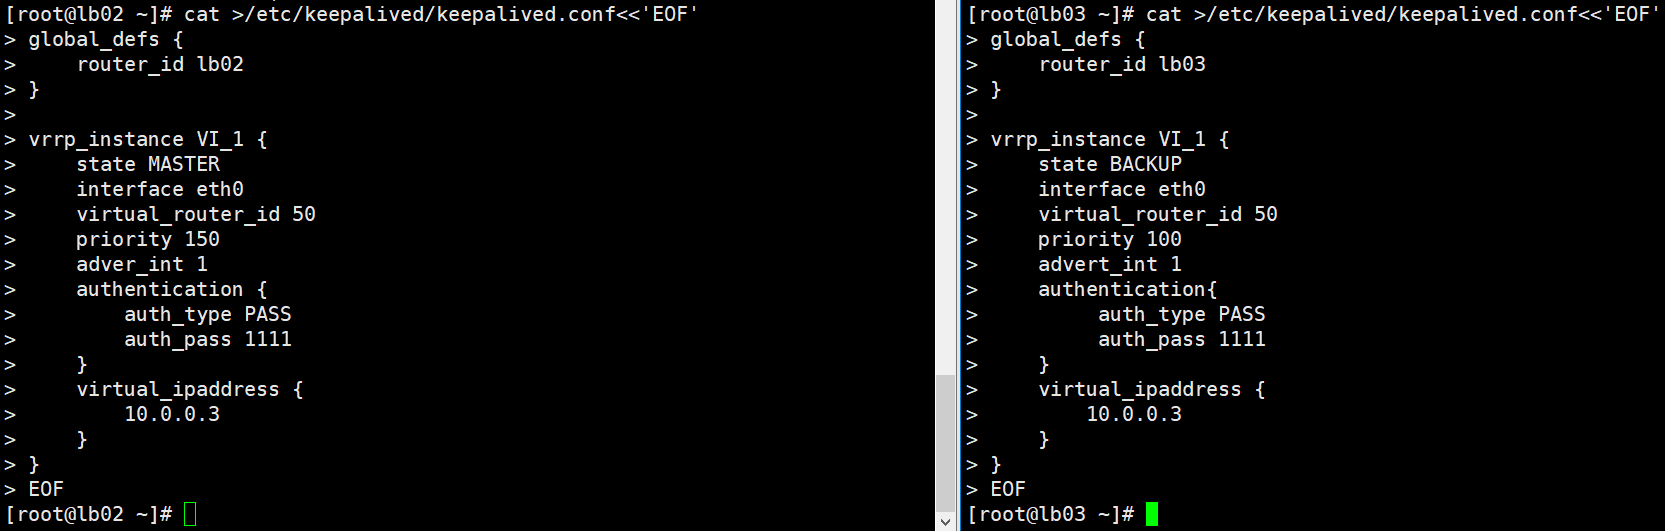 [root@lb02 ~]# cat >/etc/keepalived/keepalived.conf<<'EOF'
> global_defs {
>     router_id lb02
> }
>
> vrrp_instance VI_1 {
>     state MASTER
>     interface eth0
>     virtual_router_id 50
>     priority 150
>     adver_int 1
>     authentication {
>         auth_type PASS
>         auth_pass 1111
>     }
>     virtual_ipaddress {
>         10.0.0.3
>     }
> }
> EOF
[root@lb02 ~]#
[root@lb03 ~]# cat >/etc/keepalived/keepalived.conf<<'EOF'
> global_defs {
>     router_id lb03
> }
>
> vrrp_instance VI_1 {
>     state BACKUP
>     interface eth0
>     virtual_router_id 50
>     priority 100
>     advert_int 1
>     authentication{
>          auth_type PASS
>          auth_pass 1111
>     }
>     virtual_ipaddress {
>         10.0.0.3
>     }
> }
> EOF
[root@lb03 ~]#